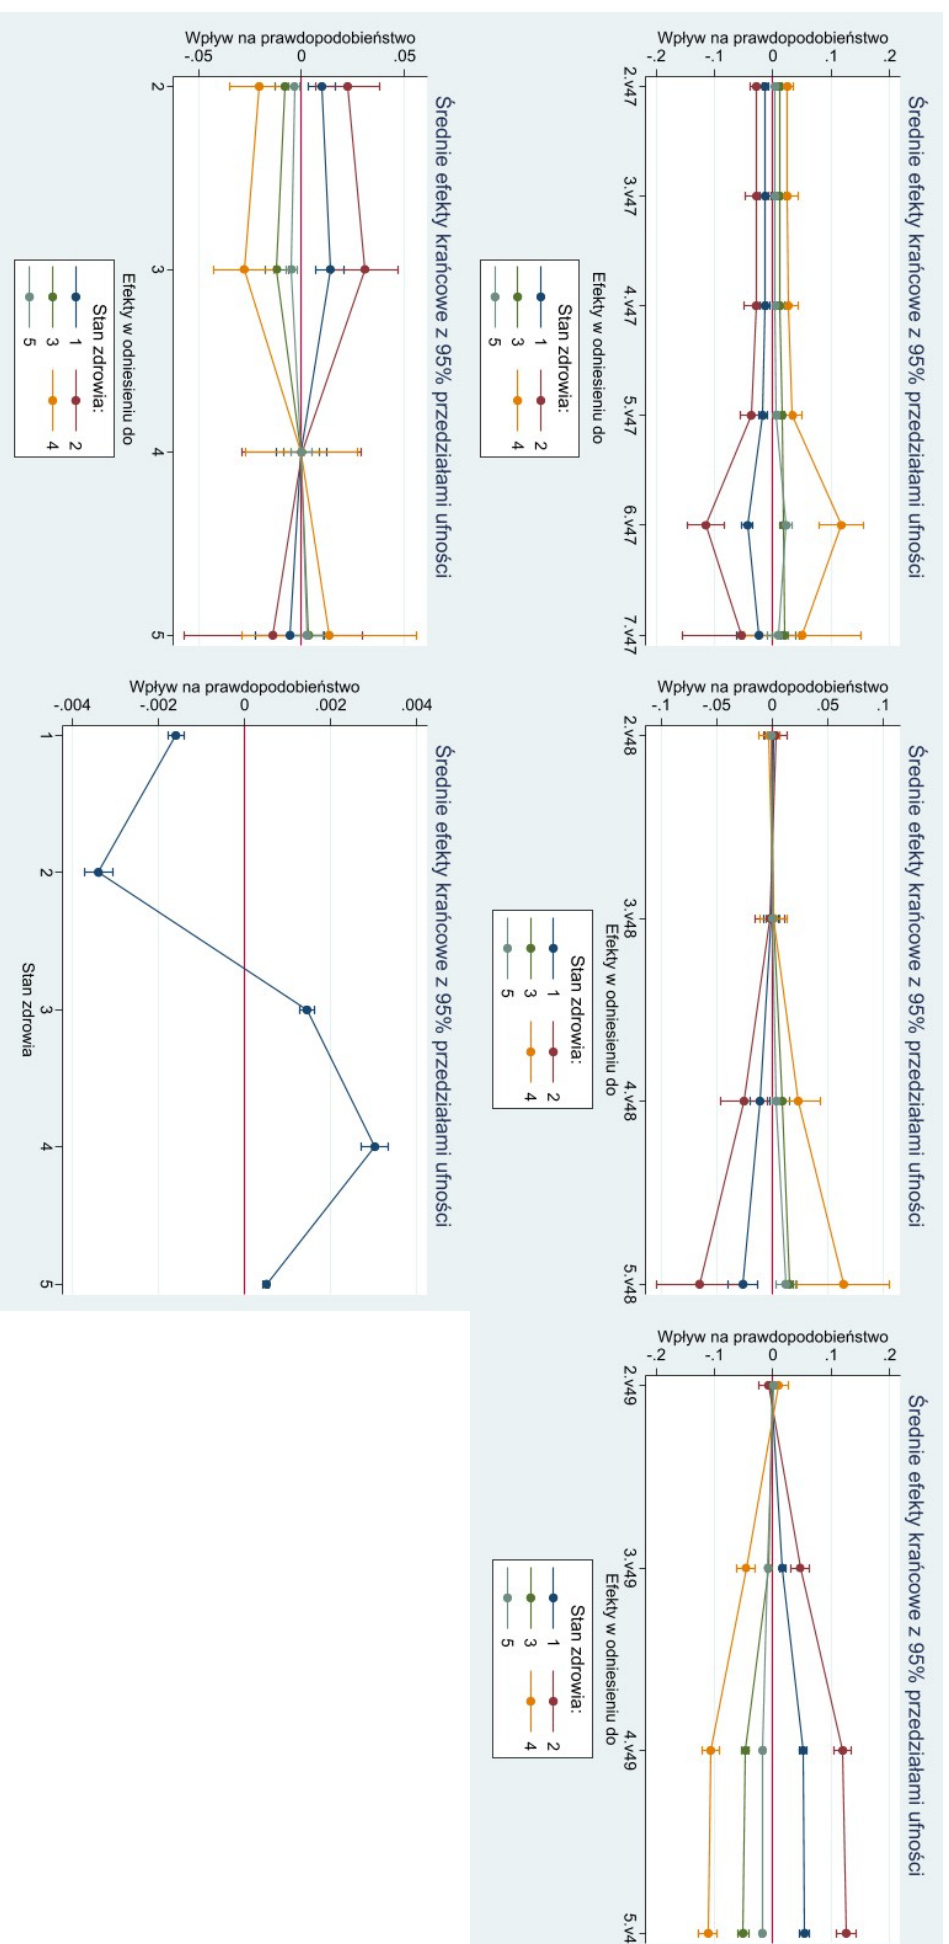 Średnie efekty krańcowe z 95% przedziałami ufności
Wpływ na prawdopodobieństwo
-.2 -.1 0 .1 .2
2.v47 3.v47 4.v47 5.v47 6.v47 7.v47
Efekty w odniesieniu do
Stan zdrowia:
1 2
3 4
5
Średnie efekty krańcowe z 95% przedziałami ufności
Wpływ na prawdopodobieństwo
-.1 -.05 0 .05 .1
2.v48 3.v48 4.v48 5.v48
Efekty w odniesieniu do
Stan zdrowia:
1 2
3 4
5
Średnie efekty krańcowe z 95% przedziałami ufności
Wpływ na prawdopodobieństwo
-.2 -.1 0 .1 .2
2.v49 3.v49 4.v49 5.v4
Efekty w odniesieniu do
Stan zdrowia:
1 2
3 4
5
Średnie efekty krańcowe z 95% przedziałami ufności
Wpływ na prawdopodobieństwo
-.05 0 .05
2 3 4 5
Efekty w odniesieniu do
Stan zdrowia:
1 2
3 4
5
Średnie efekty krańcowe z 95% przedziałami ufności
Wpływ na prawdopodobieństwo
-.004 -.002 0 .002 .004
1 2 3 4 5
Stan zdrowia